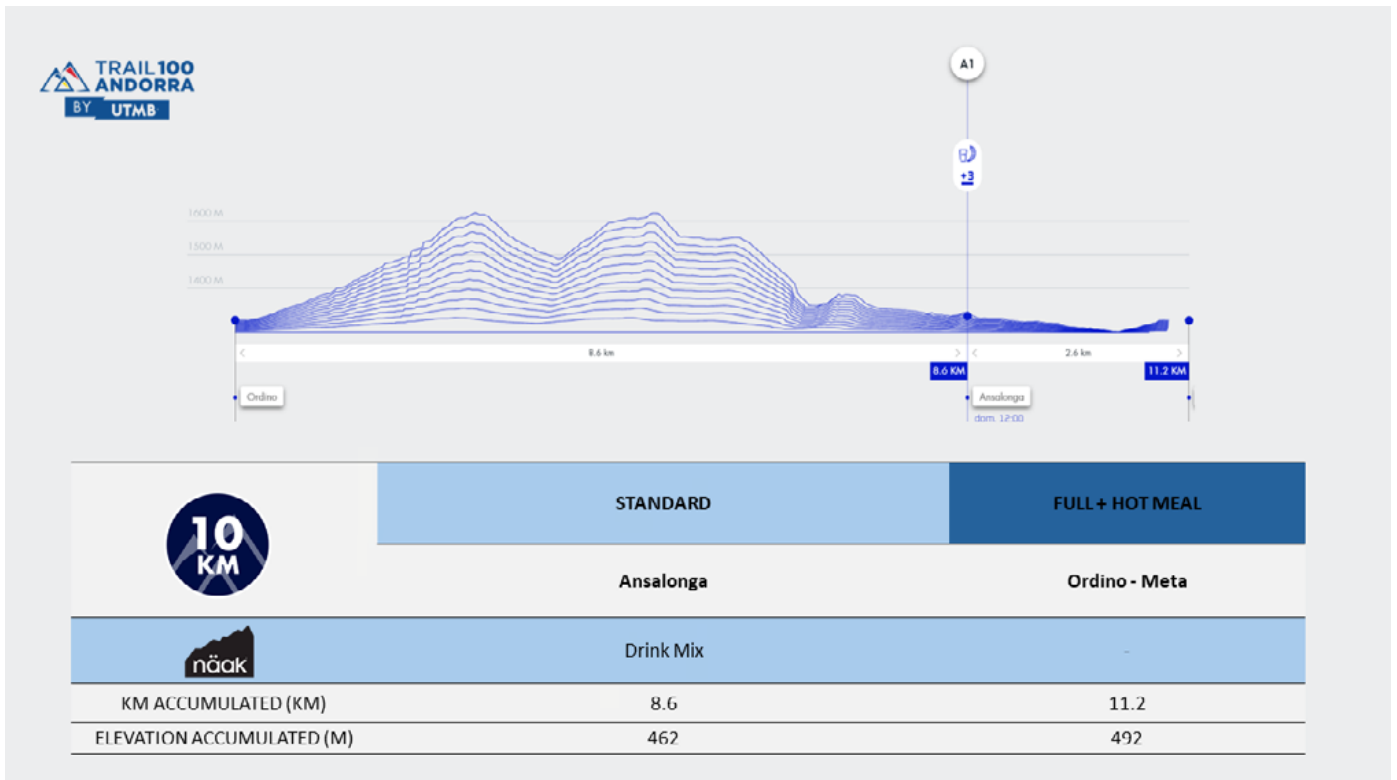 TRAIL 100
ANDORRA
BY UTMB
A1
+3
1600 M
1500 M
1400 M
8.6 km
2.6 km
8.6 KM
11.2 KM
Ordino
Ansalonga
dom. 12:00
10
KM
STANDARD
FULL + HOT MEAL
Ansalonga
Ordino - Meta
näak
Drink Mix
-
KM ACCUMULATED (KM)
8.6
11.2
ELEVATION ACCUMULATED (M)
462
492